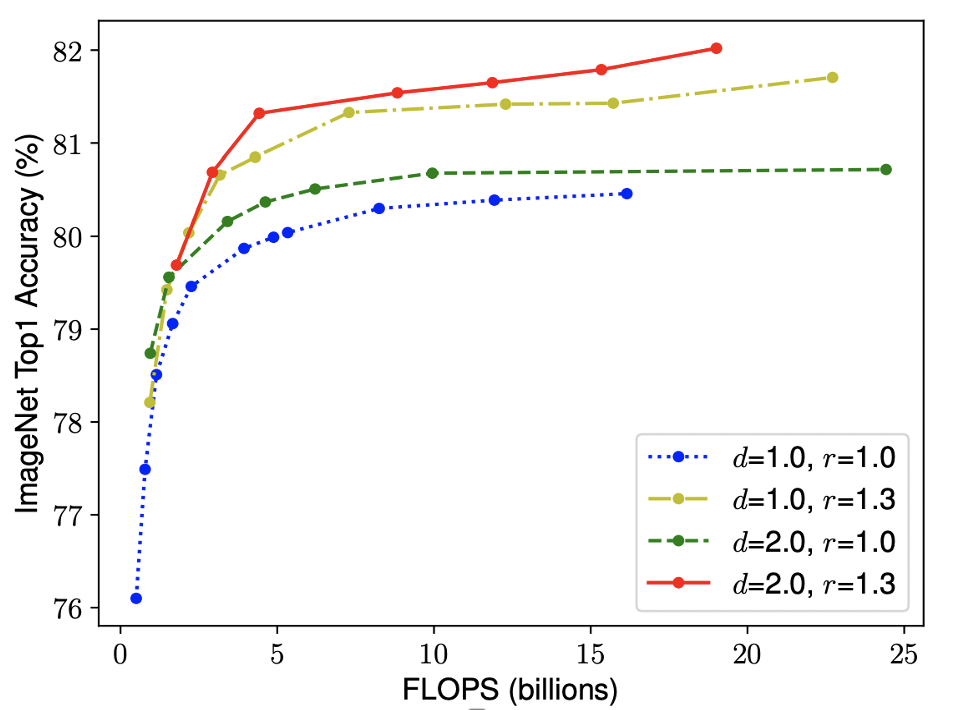 82
81
80
79
78
77
76
ImageNet Top1 Accuracy (%)
d=1.0, r=1.0
d=1.0, r=1.3
d=2.0, r=1.0
d=2.0, r=1.3
0 5 10 15 20 25
FLOPS (billions)